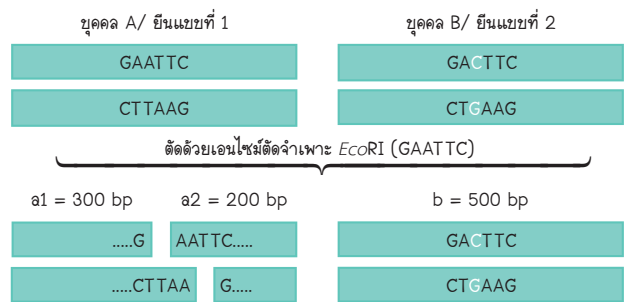 บุคคล A/ ยีนแบบที่ 1 บุคคล B/ ยีนแบบที่ 2
GAATTC GACTTC
CTTAAG CTGAAG
ตัดด้วยเอนไซม์ตัดจำเพาะ EcoRI (GAATTC)
a1 = 300 bp a2 = 200 bp b = 500 bp
.....G AATTC..... GACTTC
....CTTAA G..... CTGAAG